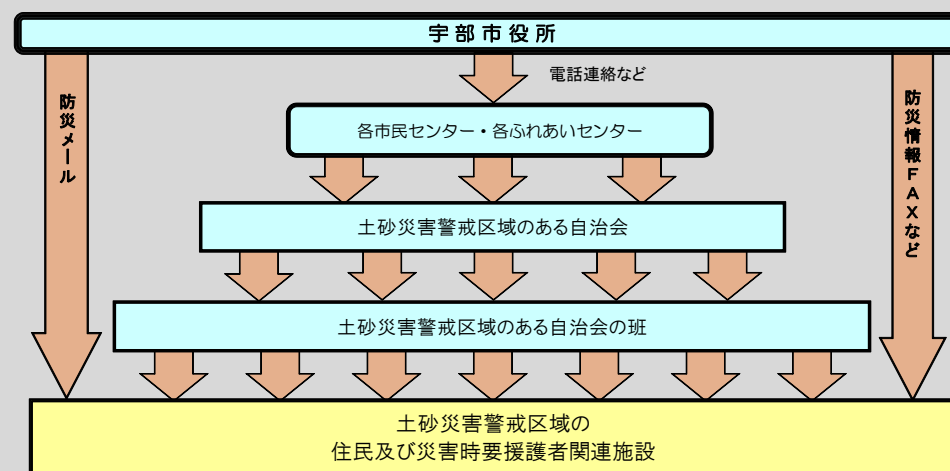 宇部市役所
電話連絡など
防災メール
防災情報FAXなど
各市民センター・各ふれあいセンター
土砂災害警戒区域のある自治会
土砂災害警戒区域のある自治会の班
土砂災害警戒区域の
住民及び災害時要援護者関連施設